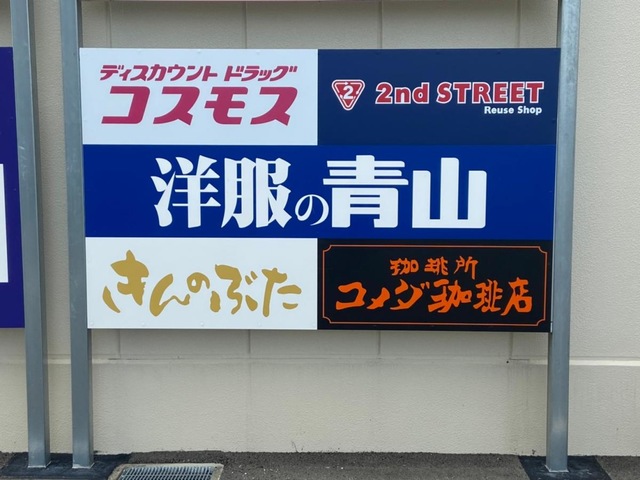 ディスカウント ドラッグ
コスモス
2
2nd STREET
Reuse Shop
洋服の青山
きんのぶた
珈琲所
コメダ珈琲店